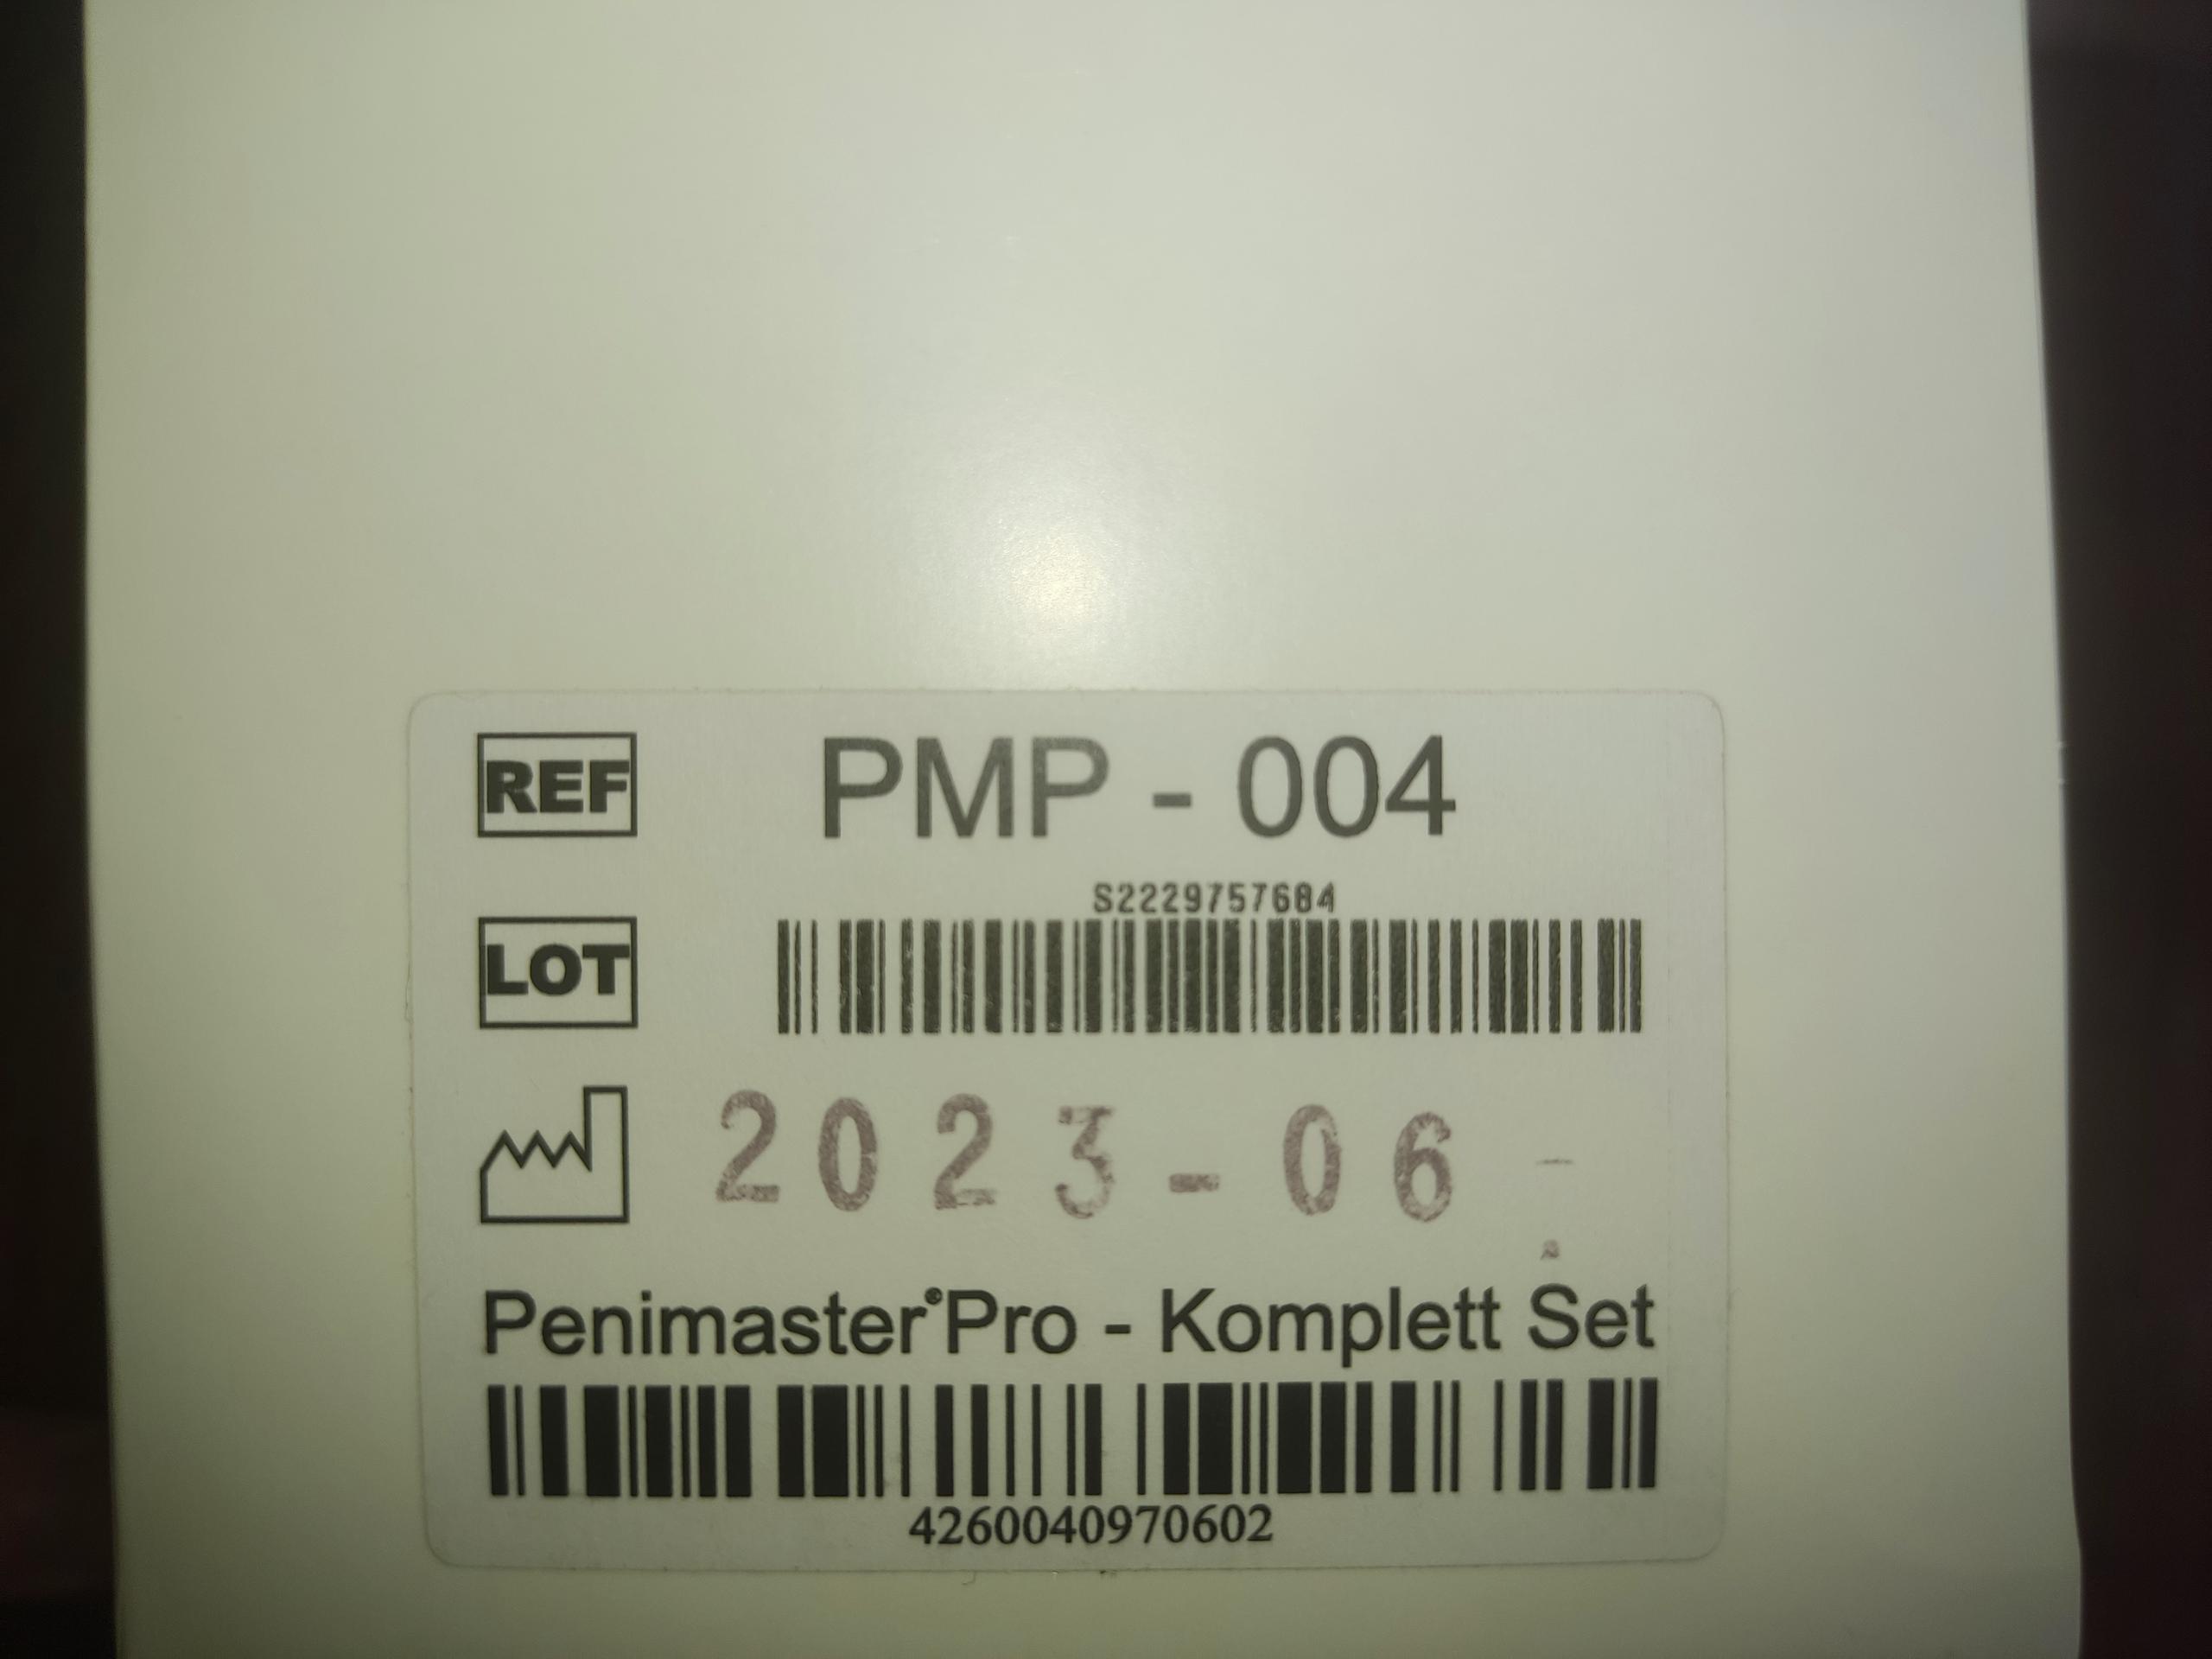 REF PMP - 004
S2229757684
LOT
2023-06
Penimaster®Pro - Komplett Set
4260040970602